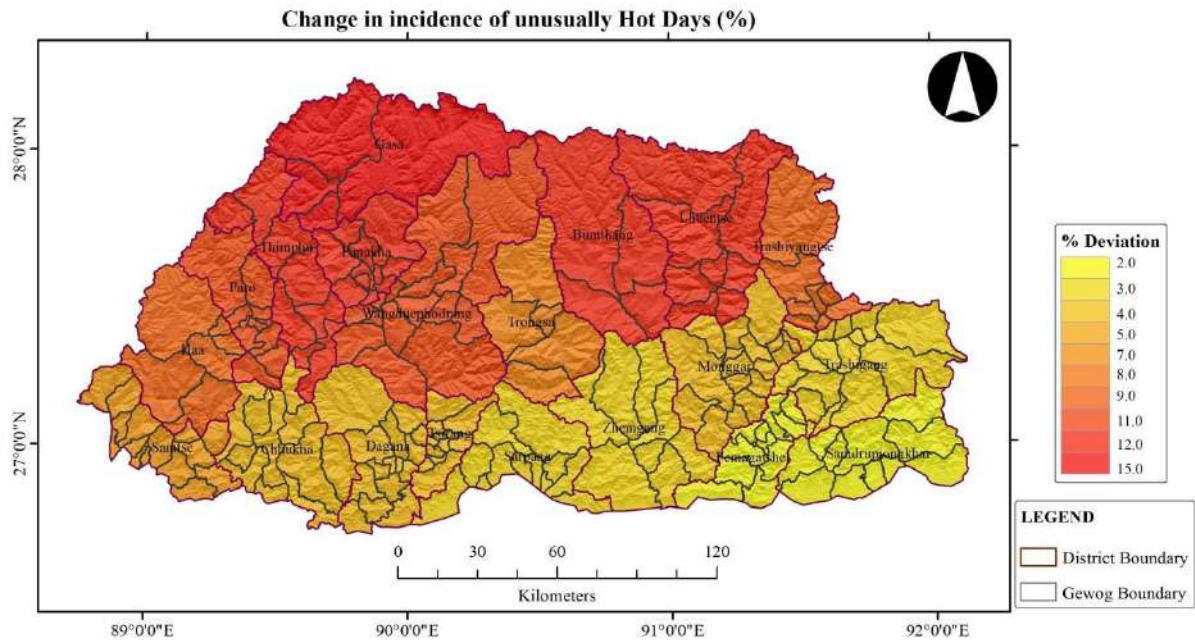 Change in incidence of unusually Hot Days (%)
28°0'0"N
27°0'0"N
Gasa
Thimphu
Punakha
Bumthang
Lhuentse
Trashiyangtse
Paro
Wangduephodrang
Trongsa
Haa
Monggar
Trashigang
Samtse
Chhukha
Dagana
Tsirang
Sarpang
Zhemgang
Pemagatshel
Samdrupjongkhar
% Deviation
2.0
3.0
4.0
5.0
7.0
8.0
9.0
11.0
12.0
15.0
LEGEND
District Boundary
Gewog Boundary
0 30 60 120
Kilometers
89°0'0"E 90°0'0"E 91°0'0"E 92°0'0"E